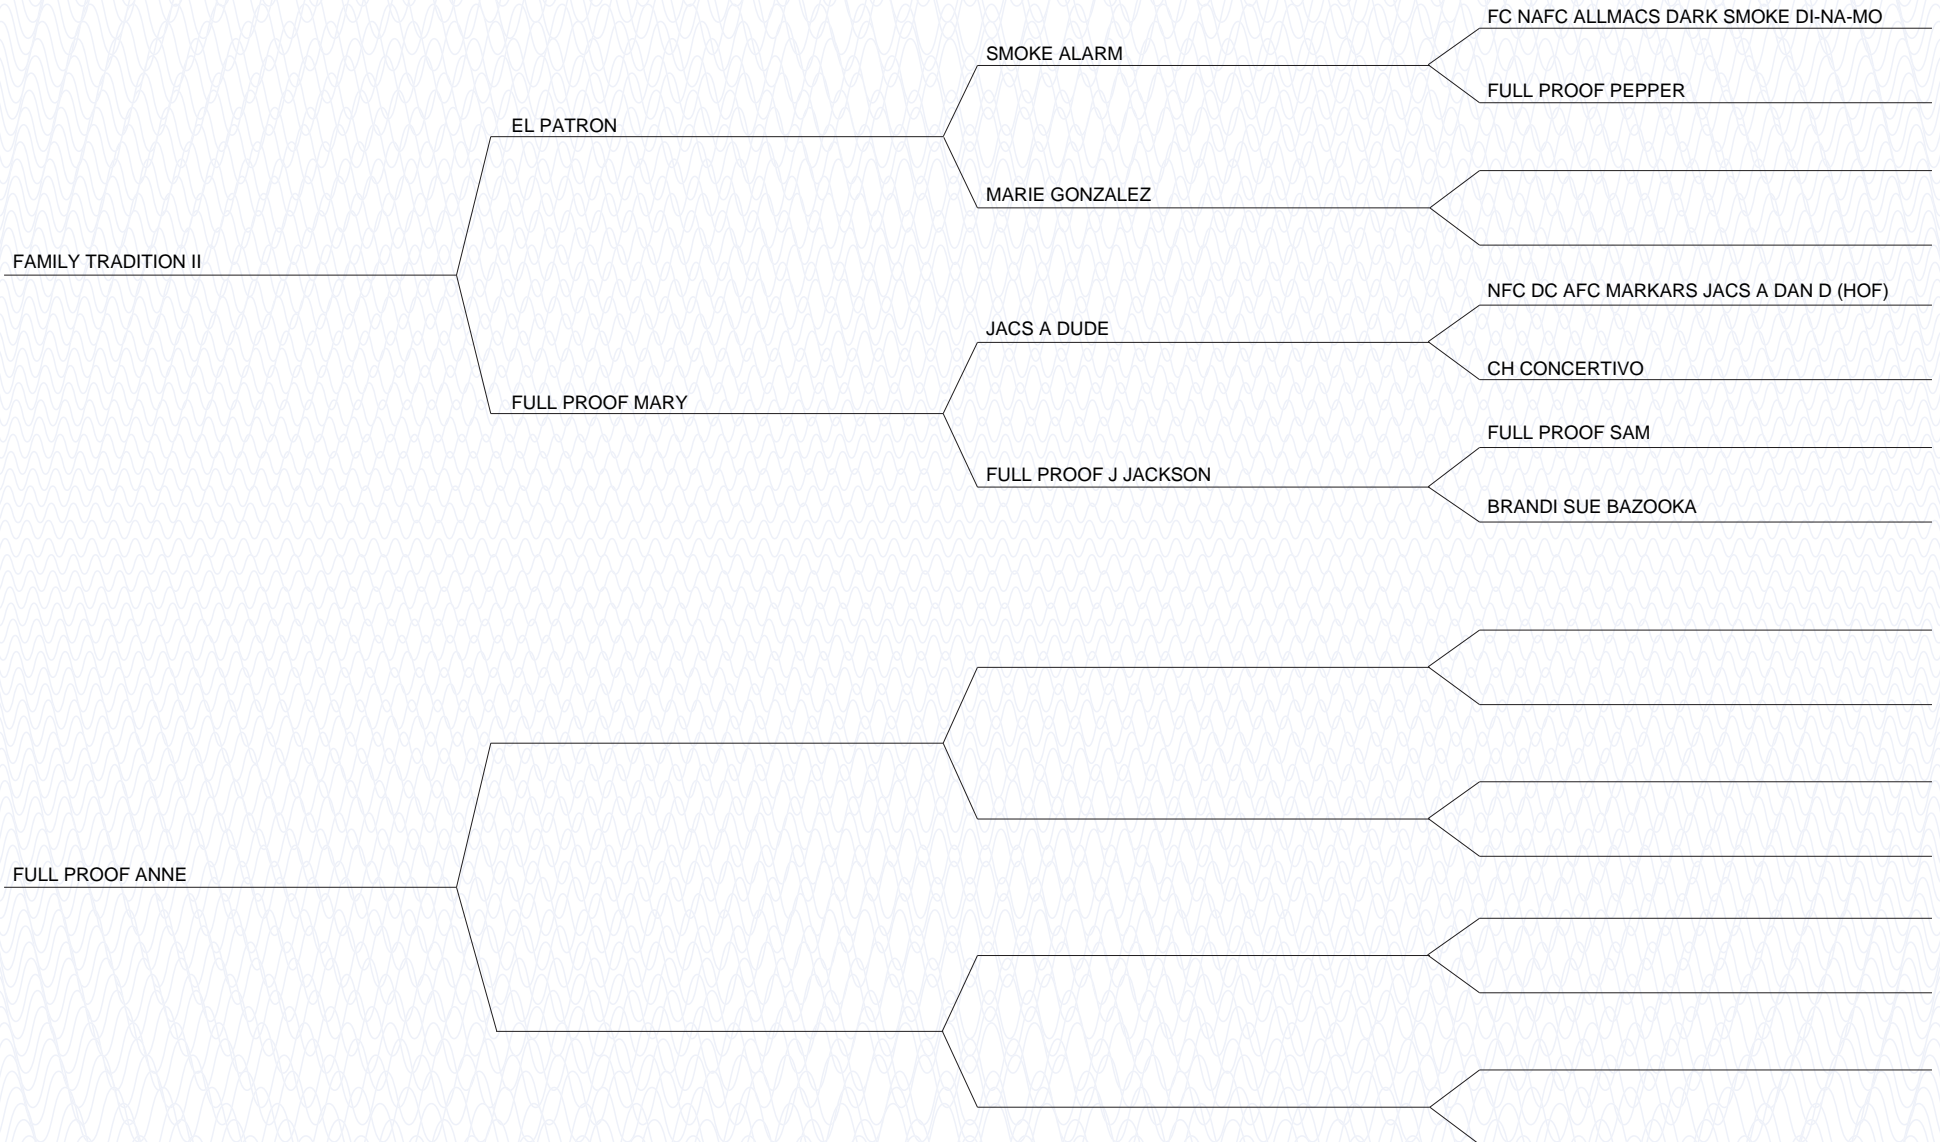 FC NAFC ALLMACS DARK SMOKE DI-NA-MO
SMOKE ALARM
FULL PROOF PEPPER
EL PATRON
MARIE GONZALEZ
FAMILY TRADITION II
NFC DC AFC MARKARS JACS A DAN D (HOF)
JACS A DUDE
CH CONCERTIVO
FULL PROOF MARY
FULL PROOF SAM
FULL PROOF J JACKSON
BRANDI SUE BAZOOKA
FULL PROOF ANNE